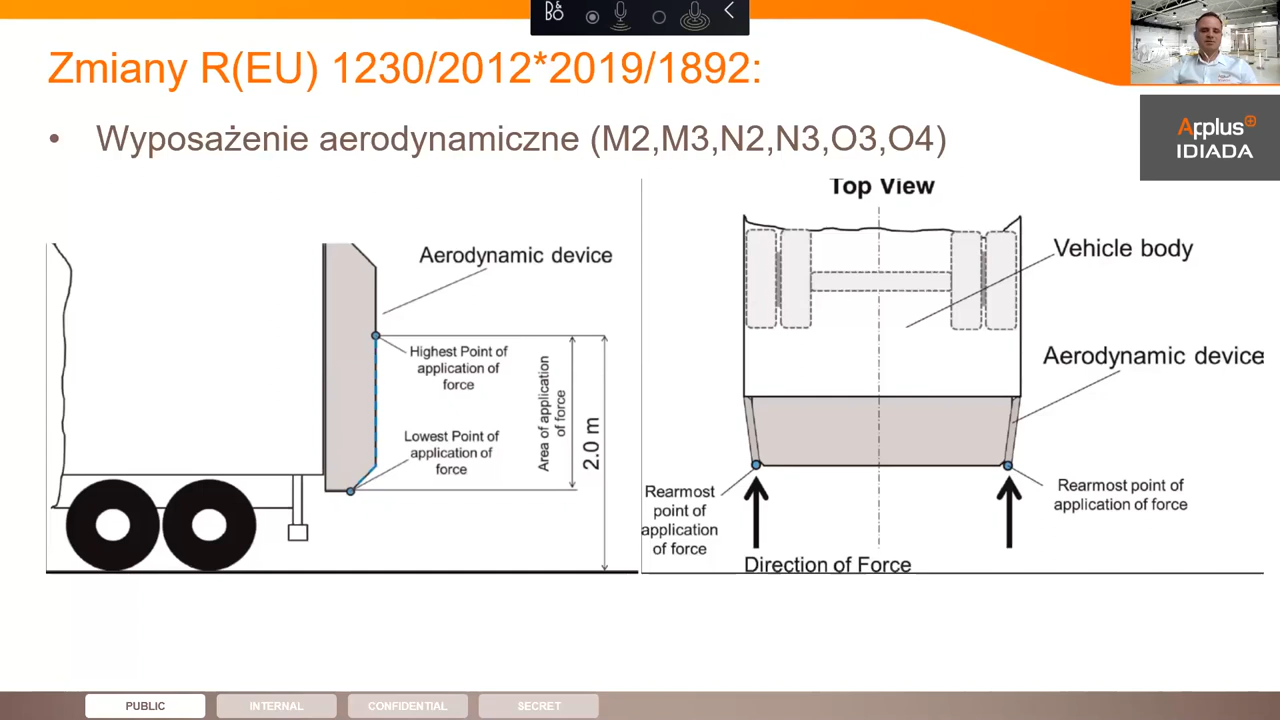 B&O
Zmiany R(EU) 1230/2012*2019/1892:
• Wyposażenie aerodynamiczne (M2,M3,N2,N3,O3,O4)
Applus+
IDIADA
Aerodynamic device
Highest Point of
application of
force
Lowest Point of
application of
force
Area of application
of force
2.0 m
Top View
Vehicle body
Aerodynamic device
Rearmost
point of
application
of force
Rearmost point of
application of force
Direction of Force
PUBLIC
INTERNAL
CONFIDENTIAL
SECRET